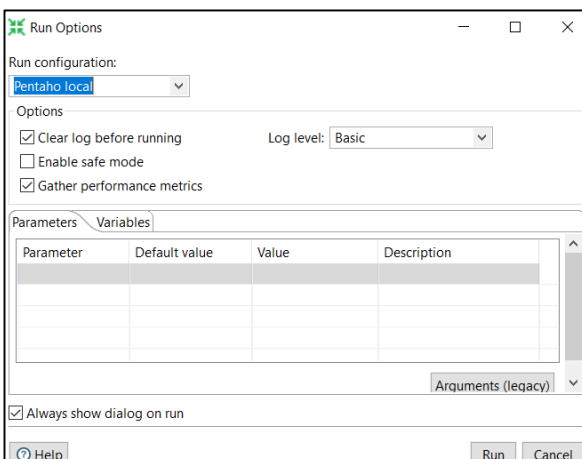 Run Options
Run configuration:
Pentaho local
Options
Clear log before running Log level: Basic
Enable safe mode
Gather performance metrics
Parameters Variables
Parameter Default value Value Description
Arguments (legacy)
Always show dialog on run
Help Run Cancel